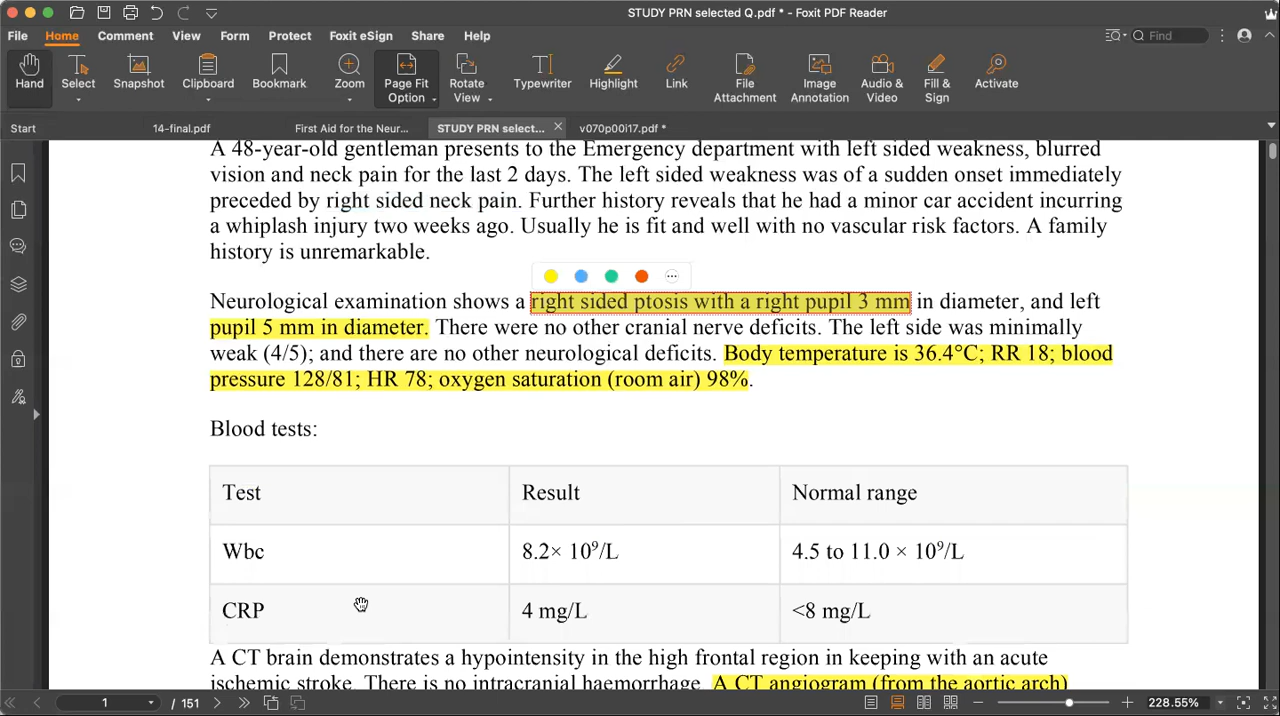 STUDY PRN selected Q.pdf * - Foxit PDF Reader
File Home Comment View Form Protect Foxit eSign Share Help
Find
Hand Select Snapshot Clipboard Bookmark Zoom Page Fit Option Rotate View Typewriter Highlight Link File Attachment Image Annotation Audio & Video Fill & Sign Activate
Start 14-final.pdf First Aid for the Neur... STUDY PRN select... v070p00i17.pdf *
A 48-year-old gentleman presents to the Emergency department with left sided weakness, blurred
vision and neck pain for the last 2 days. The left sided weakness was of a sudden onset immediately
preceded by right sided neck pain. Further history reveals that he had a minor car accident incurring
a whiplash injury two weeks ago. Usually he is fit and well with no vascular risk factors. A family
history is unremarkable.
Neurological examination shows a right sided ptosis with a right pupil 3 mm in diameter, and left
pupil 5 mm in diameter. There were no other cranial nerve deficits. The left side was minimally
weak (4/5); and there are no other neurological deficits. Body temperature is 36.4°C; RR 18; blood
pressure 128/81; HR 78; oxygen saturation (room air) 98%.
Blood tests:
Test Result Normal range
Wbc 8.2× 10⁹/L 4.5 to 11.0 × 10⁹/L
CRP 4 mg/L <8 mg/L
A CT brain demonstrates a hypointensity in the high frontal region in keeping with an acute
ischemic stroke. There is no intracranial haemorrhage. A CT angiogram (from the aortic arch)
1 / 151 228.55%